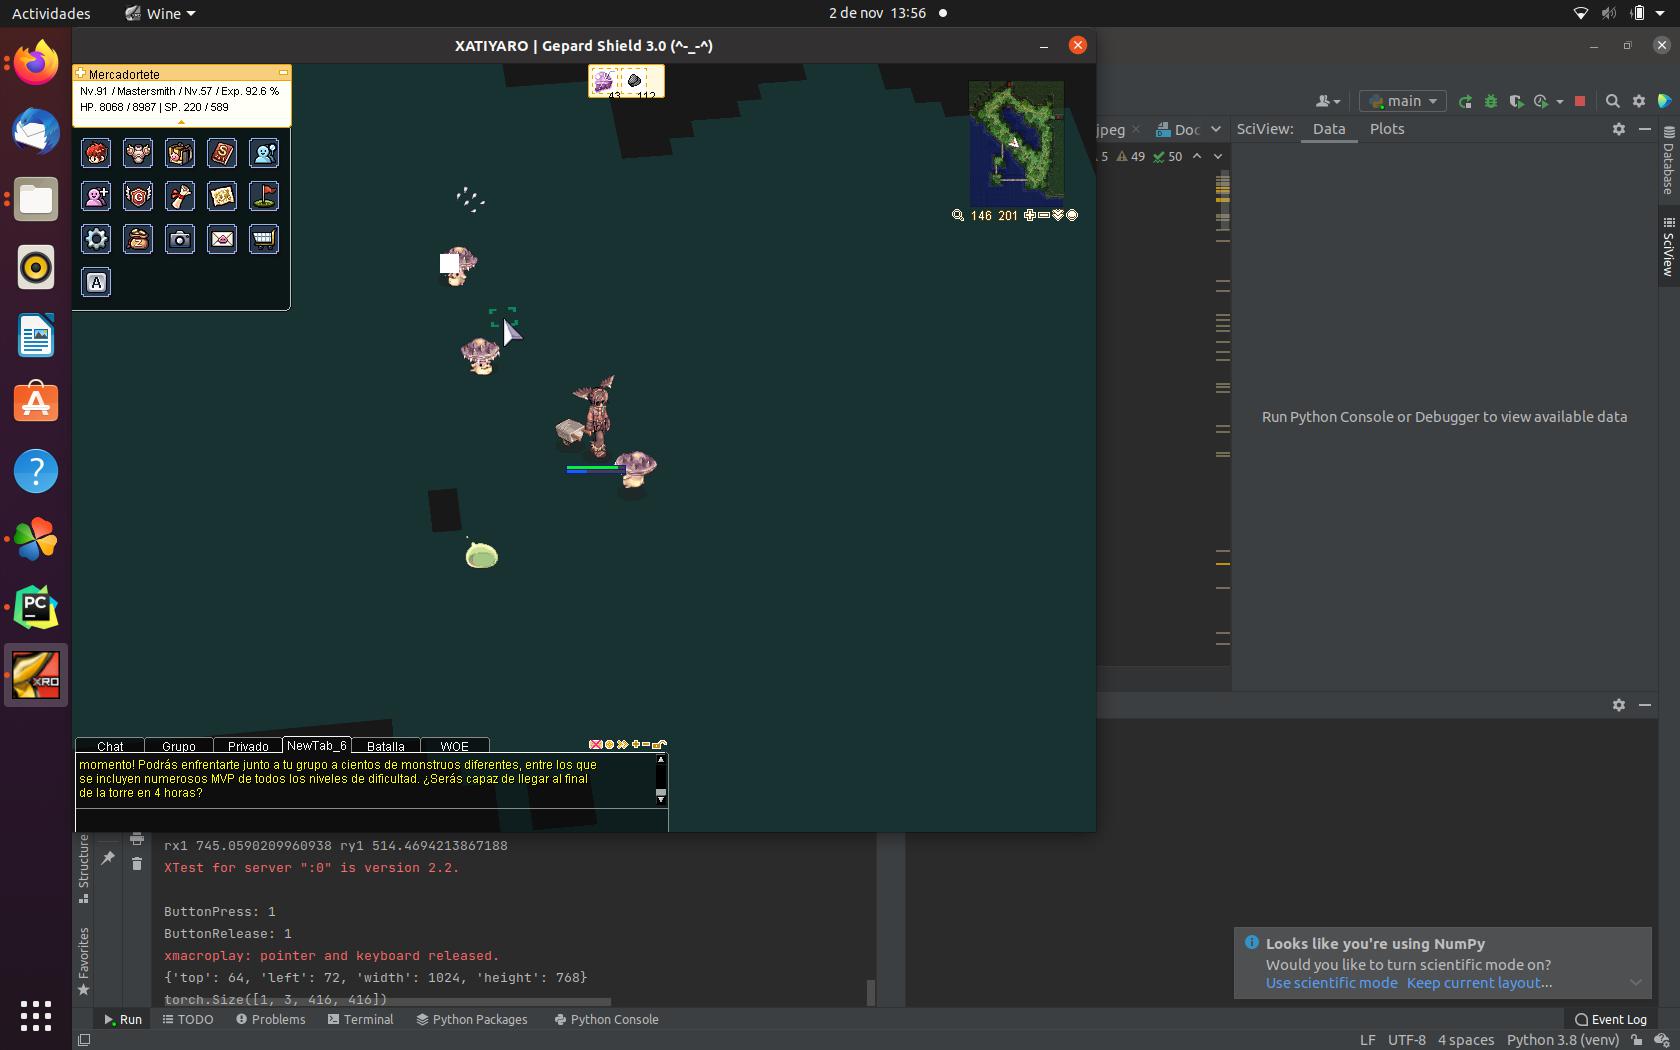 Actividades
Wine
2 de nov 13:56
XATIYARO | Gepard Shield 3.0 (^-_-^)
Mercadortete
Nv.91 / Mastersmith / Nv.57 / Exp. 92.6 %
HP. 8068 / 8987 | SP. 220 / 589
43 112
S
G
Z
A
146 201
main
jpeg
Doc
SciView: Data Plots
5 49 50
Database
SciView
Run Python Console or Debugger to view available data
PC
XRO
Chat Grupo Privado NewTab_6 Batalla WOE
momento! Podrás enfrentarte junto a tu grupo a cientos de monstruos diferentes, entre los que
se incluyen numerosos MVP de todos los niveles de dificultad. ¿Serás capaz de llegar al final
de la torre en 4 horas?
Structure
Favorites
rx1 745.0590209960938 ry1 514.4694213867188
XTest for server ":0" is version 2.2.
ButtonPress: 1
ButtonRelease: 1
xmacroplay: pointer and keyboard released.
{'top': 64, 'left': 72, 'width': 1024, 'height': 768}
torch.Size([1, 3, 416, 416])
Looks like you're using NumPy
Would you like to turn scientific mode on?
Use scientific mode Keep current layout...
Run TODO Problems Terminal Python Packages Python Console
Event Log
LF UTF-8 4 spaces Python 3.8 (venv)